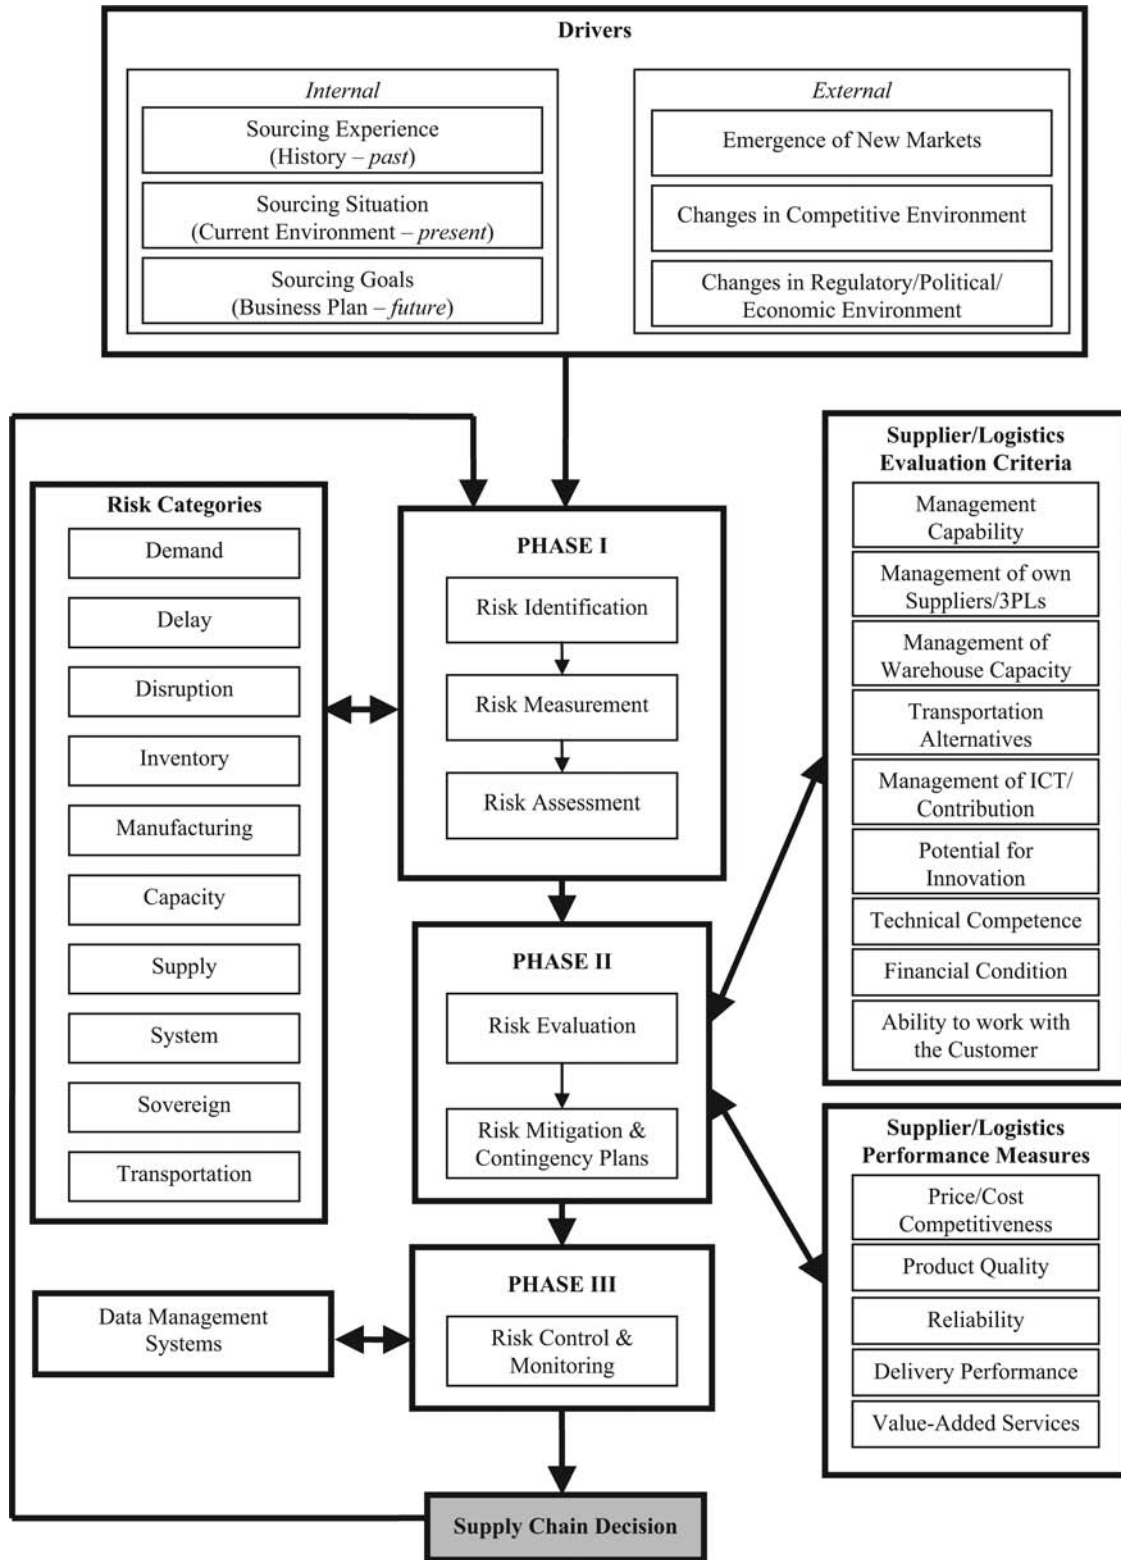 Drivers
Internal
Sourcing Experience
(History – past)
Sourcing Situation
(Current Environment – present)
Sourcing Goals
(Business Plan – future)
External
Emergence of New Markets
Changes in Competitive Environment
Changes in Regulatory/Political/
Economic Environment
Risk Categories
Demand
Delay
Disruption
Inventory
Manufacturing
Capacity
Supply
System
Sovereign
Transportation
PHASE I
Risk Identification
Risk Measurement
Risk Assessment
PHASE II
Risk Evaluation
Risk Mitigation &
Contingency Plans
PHASE III
Risk Control &
Monitoring
Data Management
Systems
Supplier/Logistics
Evaluation Criteria
Management
Capability
Management of own
Suppliers/3PLs
Management of
Warehouse Capacity
Transportation
Alternatives
Management of ICT/
Contribution
Potential for
Innovation
Technical Competence
Financial Condition
Ability to work with
the Customer
Supplier/Logistics
Performance Measures
Price/Cost
Competitiveness
Product Quality
Reliability
Delivery Performance
Value-Added Services
Supply Chain Decision